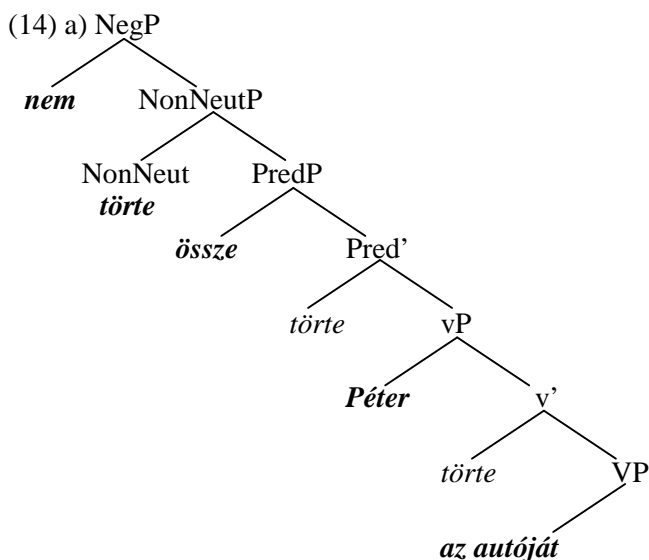 (14) a) NegP
nem NonNeutP
NonNeut PredP
törte
össze Pred’
törte vP
Péter v’
törte VP
az autóját